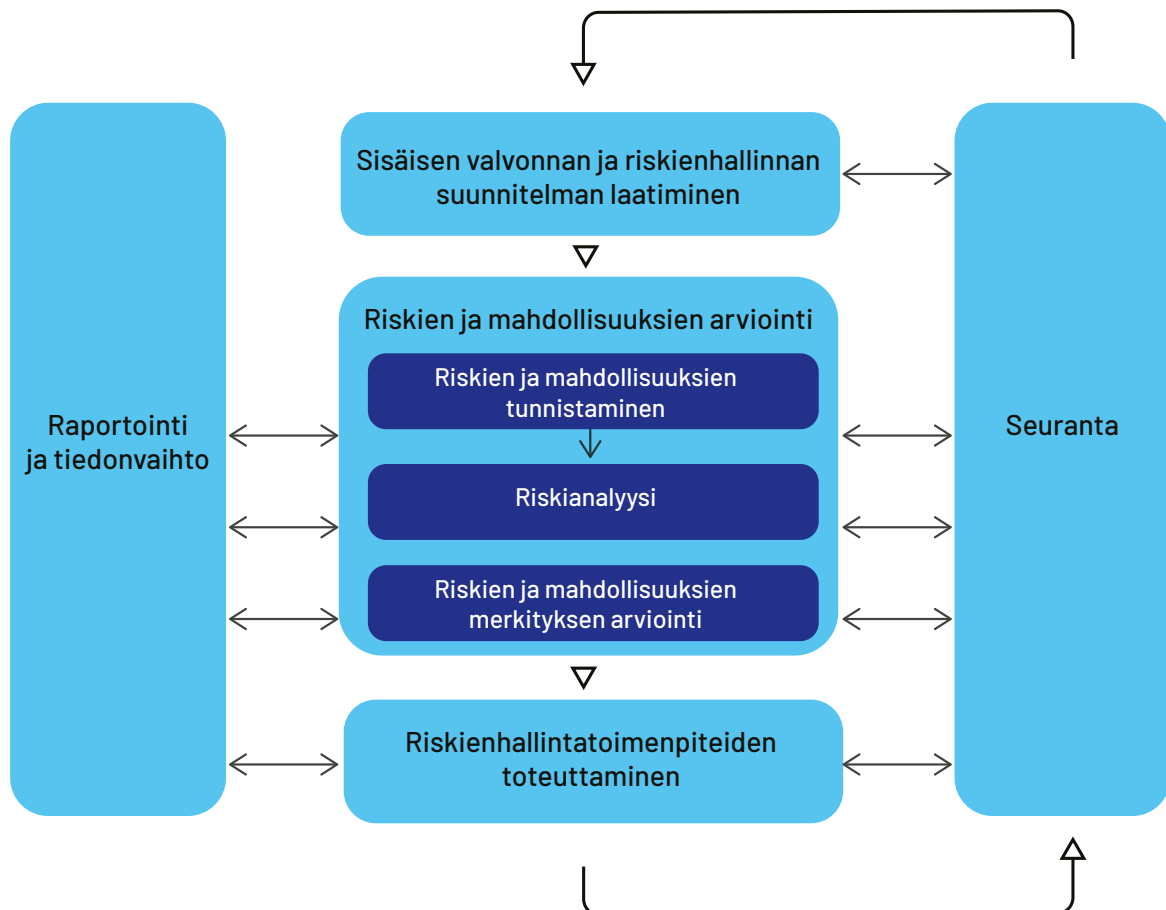 Sisäisen valvonnan ja riskienhallinnan
suunnitelman laatiminen
Riskien ja mahdollisuuksien arviointi
Riskien ja mahdollisuuksien
tunnistaminen
Riskianalyysi
Riskien ja mahdollisuuksien
merkityksen arviointi
Riskienhallintatoimenpiteiden
toteuttaminen
Raportointi
ja tiedonvaihto
Seuranta